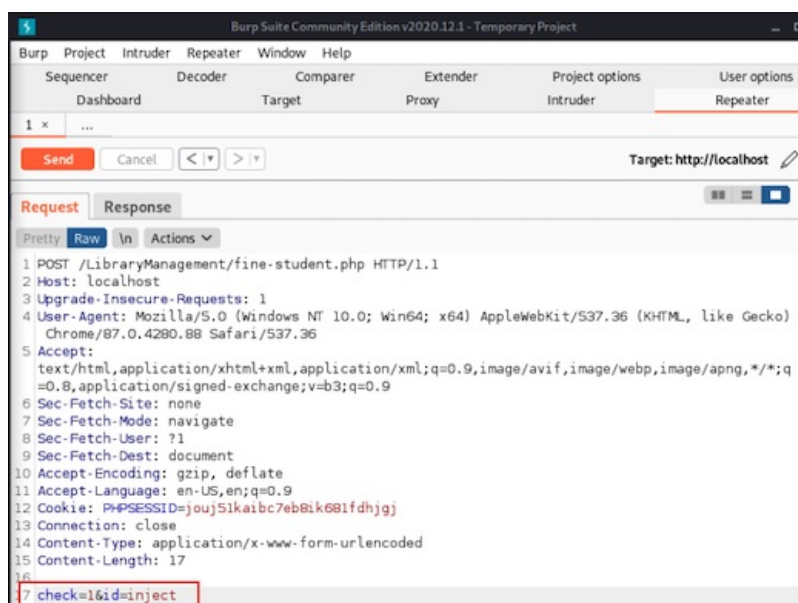 Burp Suite Community Edition v2020.12.1 - Temporary Project
Burp Project Intruder Repeater Window Help
Sequencer Decoder Comparer Extender Project options User options
Dashboard Target Proxy Intruder Repeater
1 × ...
Send Cancel < > Target: http://localhost
Request Response
Pretty Raw \n Actions
1 POST /LibraryManagement/fine-student.php HTTP/1.1
2 Host: localhost
3 Upgrade-Insecure-Requests: 1
4 User-Agent: Mozilla/5.0 (Windows NT 10.0; Win64; x64) AppleWebKit/537.36 (KHTML, like Gecko)
Chrome/87.0.4280.88 Safari/537.36
5 Accept:
text/html,application/xhtml+xml,application/xml;q=0.9,image/avif,image/webp,image/apng,*/*;q
=0.8,application/signed-exchange;v=b3;q=0.9
6 Sec-Fetch-Site: none
7 Sec-Fetch-Mode: navigate
8 Sec-Fetch-User: ?1
9 Sec-Fetch-Dest: document
10 Accept-Encoding: gzip, deflate
11 Accept-Language: en-US,en;q=0.9
12 Cookie: PHPSESSID=jouj51kaibc7eb8ik681fdhjgj
13 Connection: close
14 Content-Type: application/x-www-form-urlencoded
15 Content-Length: 17
16
17 check=1&id=inject